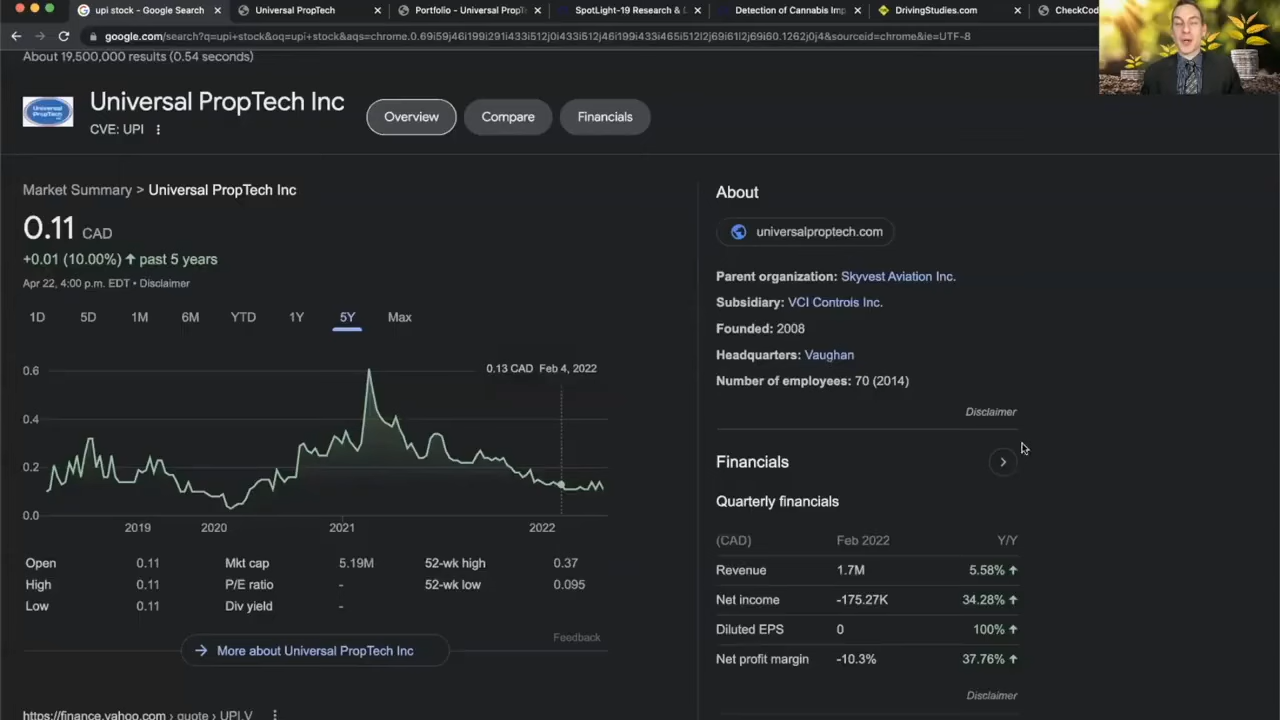 upi stock - Google Search
Universal PropTech
Portfolio - Universal PropT
SpotLight-19 Research &
Detection of Cannabis Imp
DrivingStudies.com
CheckCod
google.com/search?q=upi+stock&oq=upi+stock&aqs=chrome.0.69i59j46i199i291i433i512j0i433i512j46i199i433i465i512l2j69i61l2j69i60.1262j0j4&sourceid=chrome&ie=UTF-8
About 19,500,000 results (0.54 seconds)
Universal PropTech Inc
Universal PropTech
CVE: UPI
Overview
Compare
Financials
Market Summary > Universal PropTech Inc
0.11 CAD
+0.01 (10.00%) ↑ past 5 years
Apr 22, 4:00 p.m. EDT • Disclaimer
1D 5D 1M 6M YTD 1Y 5Y Max
0.13 CAD Feb 4, 2022
0.6
0.4
0.2
0.0
2019 2020 2021 2022
Open 0.11 Mkt cap 5.19M 52-wk high 0.37
High 0.11 P/E ratio - 52-wk low 0.095
Low 0.11 Div yield -
Feedback
→ More about Universal PropTech Inc
https://finance.yahoo.com › quote › UPI.V
About
universalproptech.com
Parent organization: Skyvest Aviation Inc.
Subsidiary: VCI Controis Inc.
Founded: 2008
Headquarters: Vaughan
Number of employees: 70 (2014)
Disclaimer
Financials
Quarterly financials
(CAD) Feb 2022 Y/Y
Revenue 1.7M 5.58% ↑
Net income -175.27K 34.28% ↑
Diluted EPS 0 100% ↑
Net profit margin -10.3% 37.76% ↑
Disclaimer